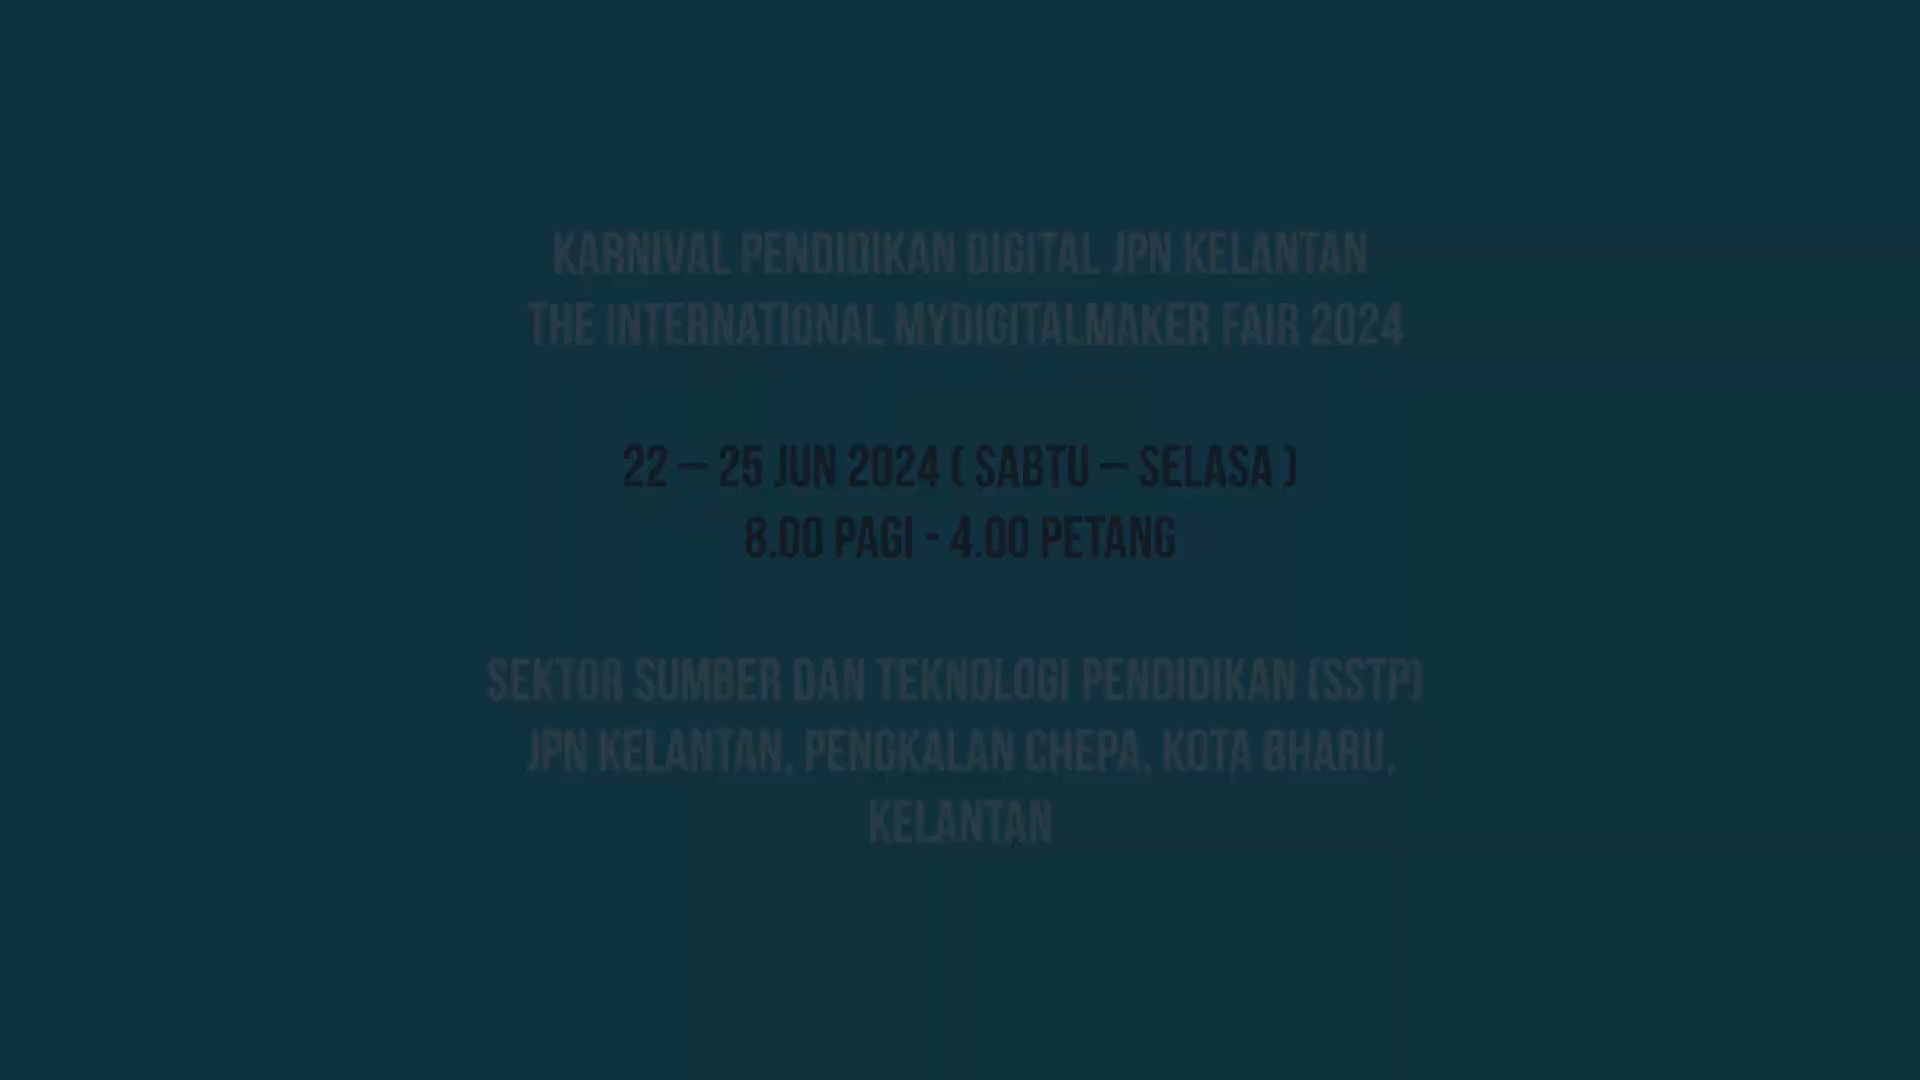 KARNIVAL PENDIDIKAN DIGITAL JPN KELANTAN
THE INTERNATIONAL MYDIGITALMAKER FAIR 2024
22 – 25 JUN 2024 ( SABTU – SELASA )
8.00 PAGI - 4.00 PETANG
SEKTOR SUMBER DAN TEKNOLOGI PENDIDIKAN (SSTP)
JPN KELANTAN, PENGKALAN CHEPA, KOTA BHARU,
KELANTAN